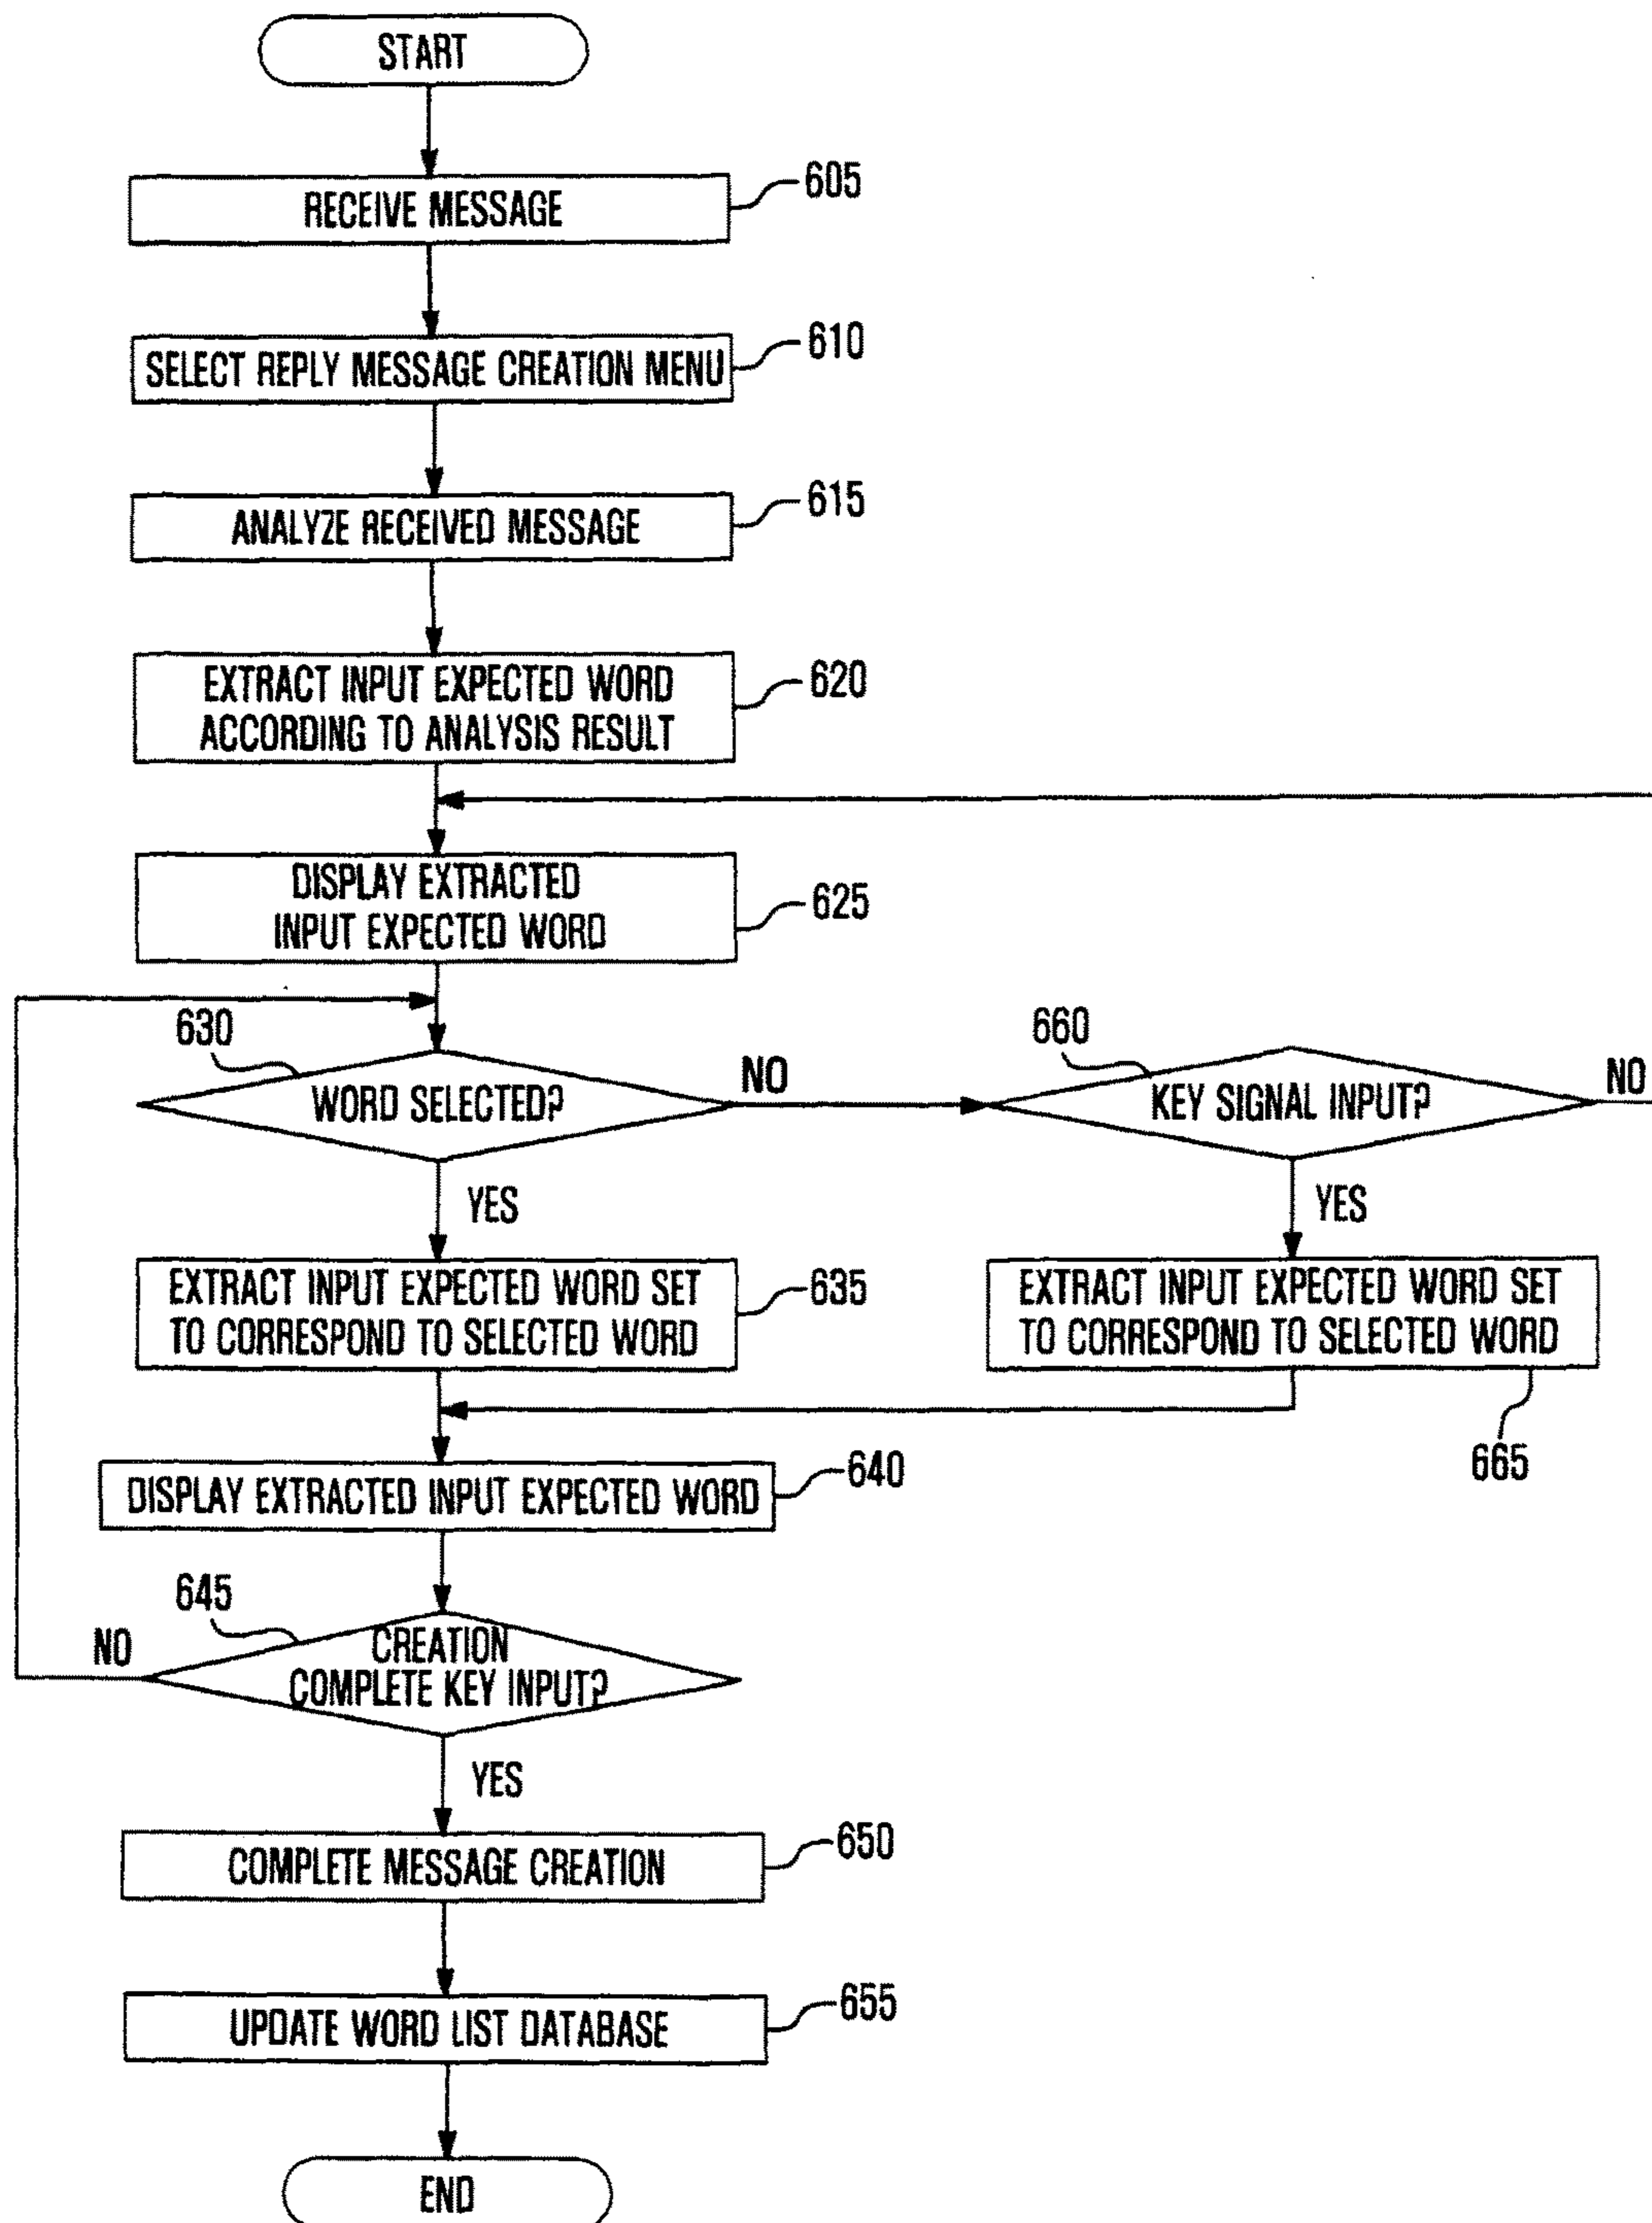 START
RECEIVE MESSAGE
605
SELECT REPLY MESSAGE CREATION MENU
610
ANALYZE RECEIVED MESSAGE
615
EXTRACT INPUT EXPECTED WORD
ACCORDING TO ANALYSIS RESULT
620
DISPLAY EXTRACTED
INPUT EXPECTED WORD
625
630
WORD SELECTED?
NO
660
KEY SIGNAL INPUT?
NO
YES
YES
EXTRACT INPUT EXPECTED WORD SET
TO CORRESPOND TO SELECTED WORD
635
EXTRACT INPUT EXPECTED WORD SET
TO CORRESPOND TO SELECTED WORD
665
DISPLAY EXTRACTED INPUT EXPECTED WORD
640
645
NO
CREATION
COMPLETE KEY INPUT?
YES
COMPLETE MESSAGE CREATION
650
UPDATE WORD LIST DATABASE
655
END